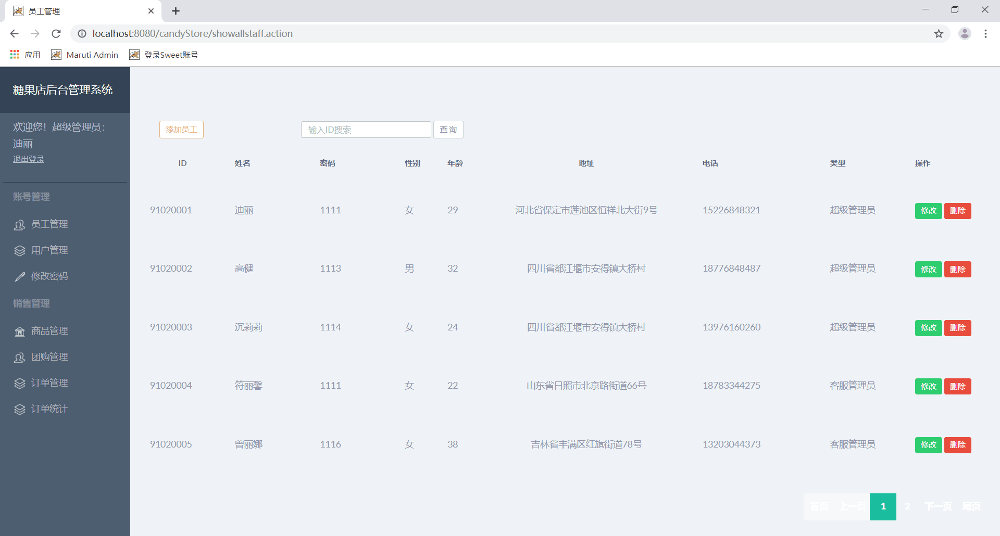 员工管理
localhost:8080/candyStore/showallstaff.action
应用 Maruti Admin 登录Sweet账号
糖果店后台管理系统
欢迎您！超级管理员：
迪丽
退出登录
账号管理
员工管理
用户管理
修改密码
销售管理
商品管理
团购管理
订单管理
订单统计
添加员工 输入ID搜索 查询
ID 姓名 密码 性别 年龄 地址 电话 类型 操作
91020001 迪丽 1111 女 29 河北省保定市莲池区恒祥北大街9号 15226848321 超级管理员 修改 删除
91020002 高健 1113 男 32 四川省都江堰市安得镇大桥村 18776848487 超级管理员 修改 删除
91020003 沉莉莉 1114 女 24 四川省都江堰市安得镇大桥村 13976160260 超级管理员 修改 删除
91020004 符丽馨 1111 女 22 山东省日照市北京路街道66号 18783344275 客服管理员 修改 删除
91020005 曾丽娜 1116 女 38 吉林省丰满区红旗街道78号 13203044373 客服管理员 修改 删除
首页 上一页 1 2 下一页 尾页